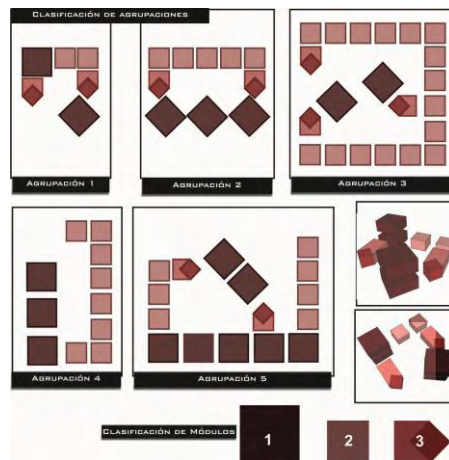 Clasificación de agrupaciones
Agrupación 1
Agrupación 2
Agrupación 3
Agrupación 4
Agrupación 5
Clasificación de Módulos
1
2
3